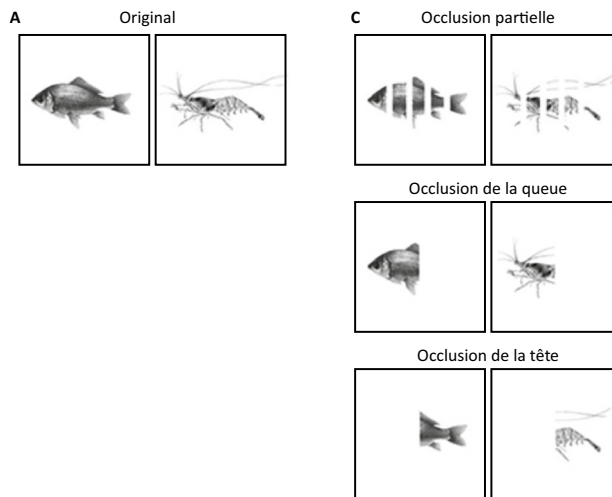 A
Original
C
Occlusion partielle
Occlusion de la queue
Occlusion de la tête